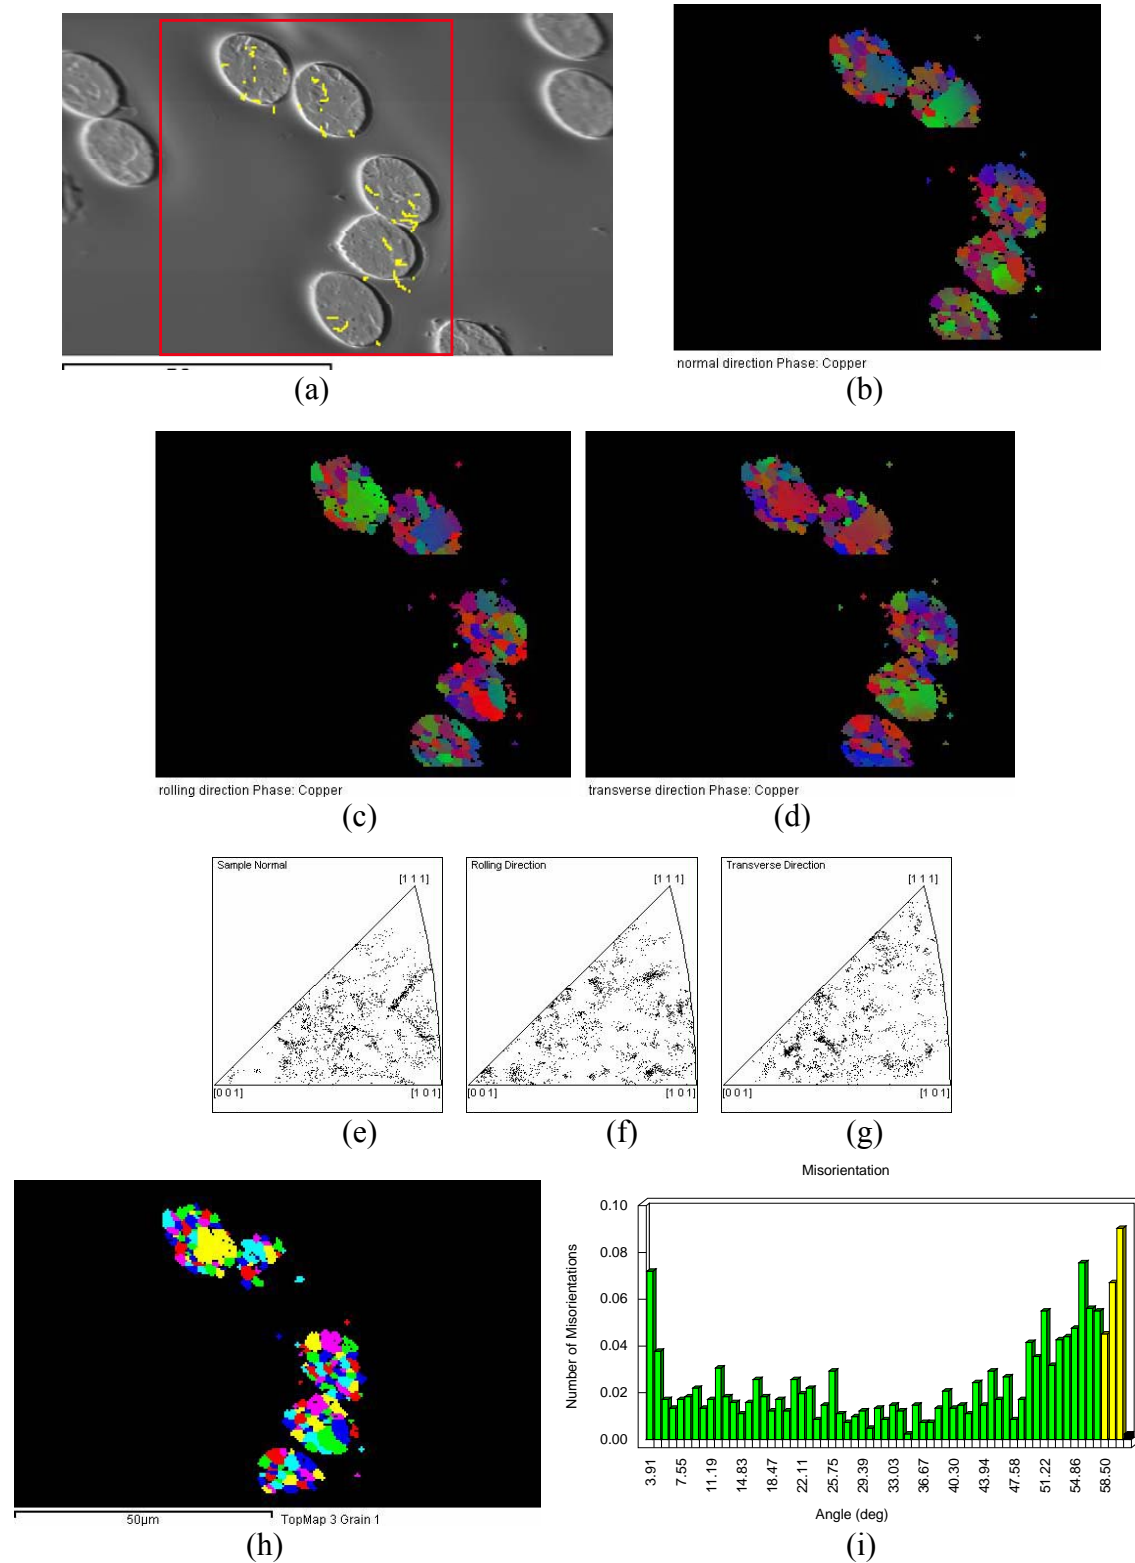 (a)
normal direction Phase: Copper
(b)
rolling direction Phase: Copper
(c)
transverse direction Phase: Copper
(d)
Sample Normal
[1 1 1]
[0 0 1]
[1 0 1]
(e)
Rolling Direction
[1 1 1]
[0 0 1]
[1 0 1]
(f)
Transverse Direction
[1 1 1]
[0 0 1]
[1 0 1]
(g)
50µm
TopMap 3 Grain 1
(h)
Misorientation
Number of Misorientations
0.10
0.08
0.06
0.04
0.02
0.00
3.91
7.55
11.19
14.83
18.47
22.11
25.75
29.39
33.03
36.67
40.30
43.94
47.58
51.22
54.86
58.50
Angle (deg)
(i)